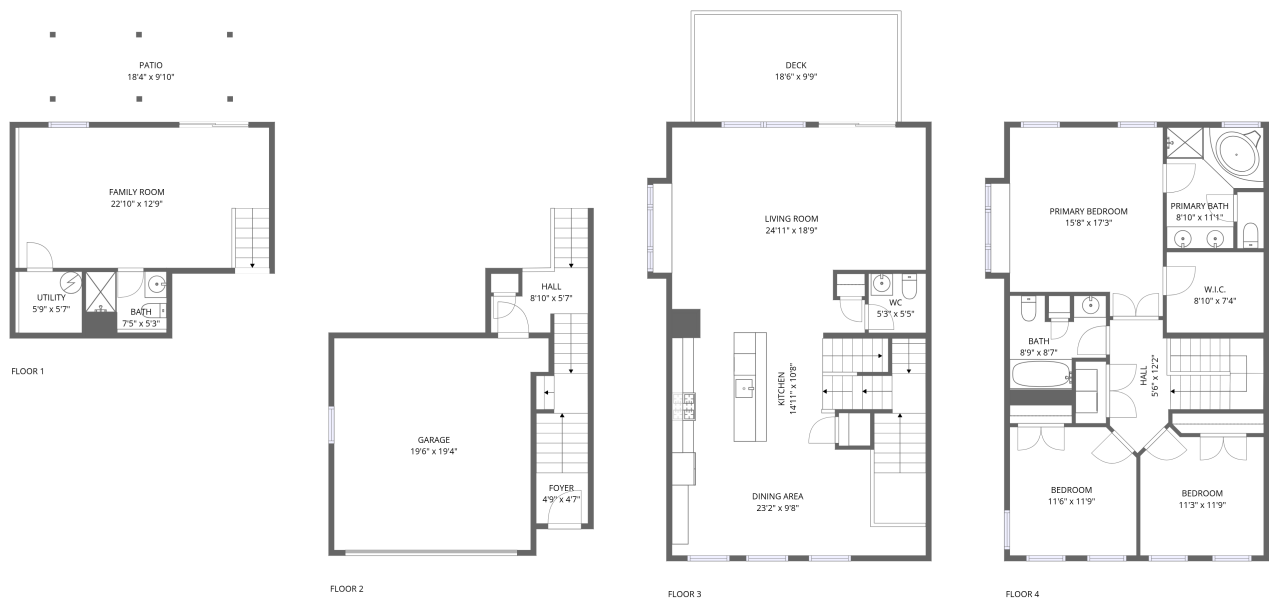 PATIO
18'4" x 9'10"
FAMILY ROOM
22'10" x 12'9"
UTILITY
5'9" x 5'7"
BATH
7'5" x 5'3"
FLOOR 1
HALL
8'10" x 5'7"
GARAGE
19'6" x 19'4"
FOYER
4'9" x 4'7"
FLOOR 2
DECK
18'6" x 9'9"
LIVING ROOM
24'11" x 18'9"
WC
5'3" x 5'5"
KITCHEN
14'11" x 10'8"
DINING AREA
23'2" x 9'8"
FLOOR 3
PRIMARY BEDROOM
15'8" x 17'3"
PRIMARY BATH
8'10" x 11'1"
W.I.C.
8'10" x 7'4"
BATH
8'9" x 8'7"
HALL
5'6" x 12'2"
BEDROOM
11'6" x 11'9"
BEDROOM
11'3" x 11'9"
FLOOR 4